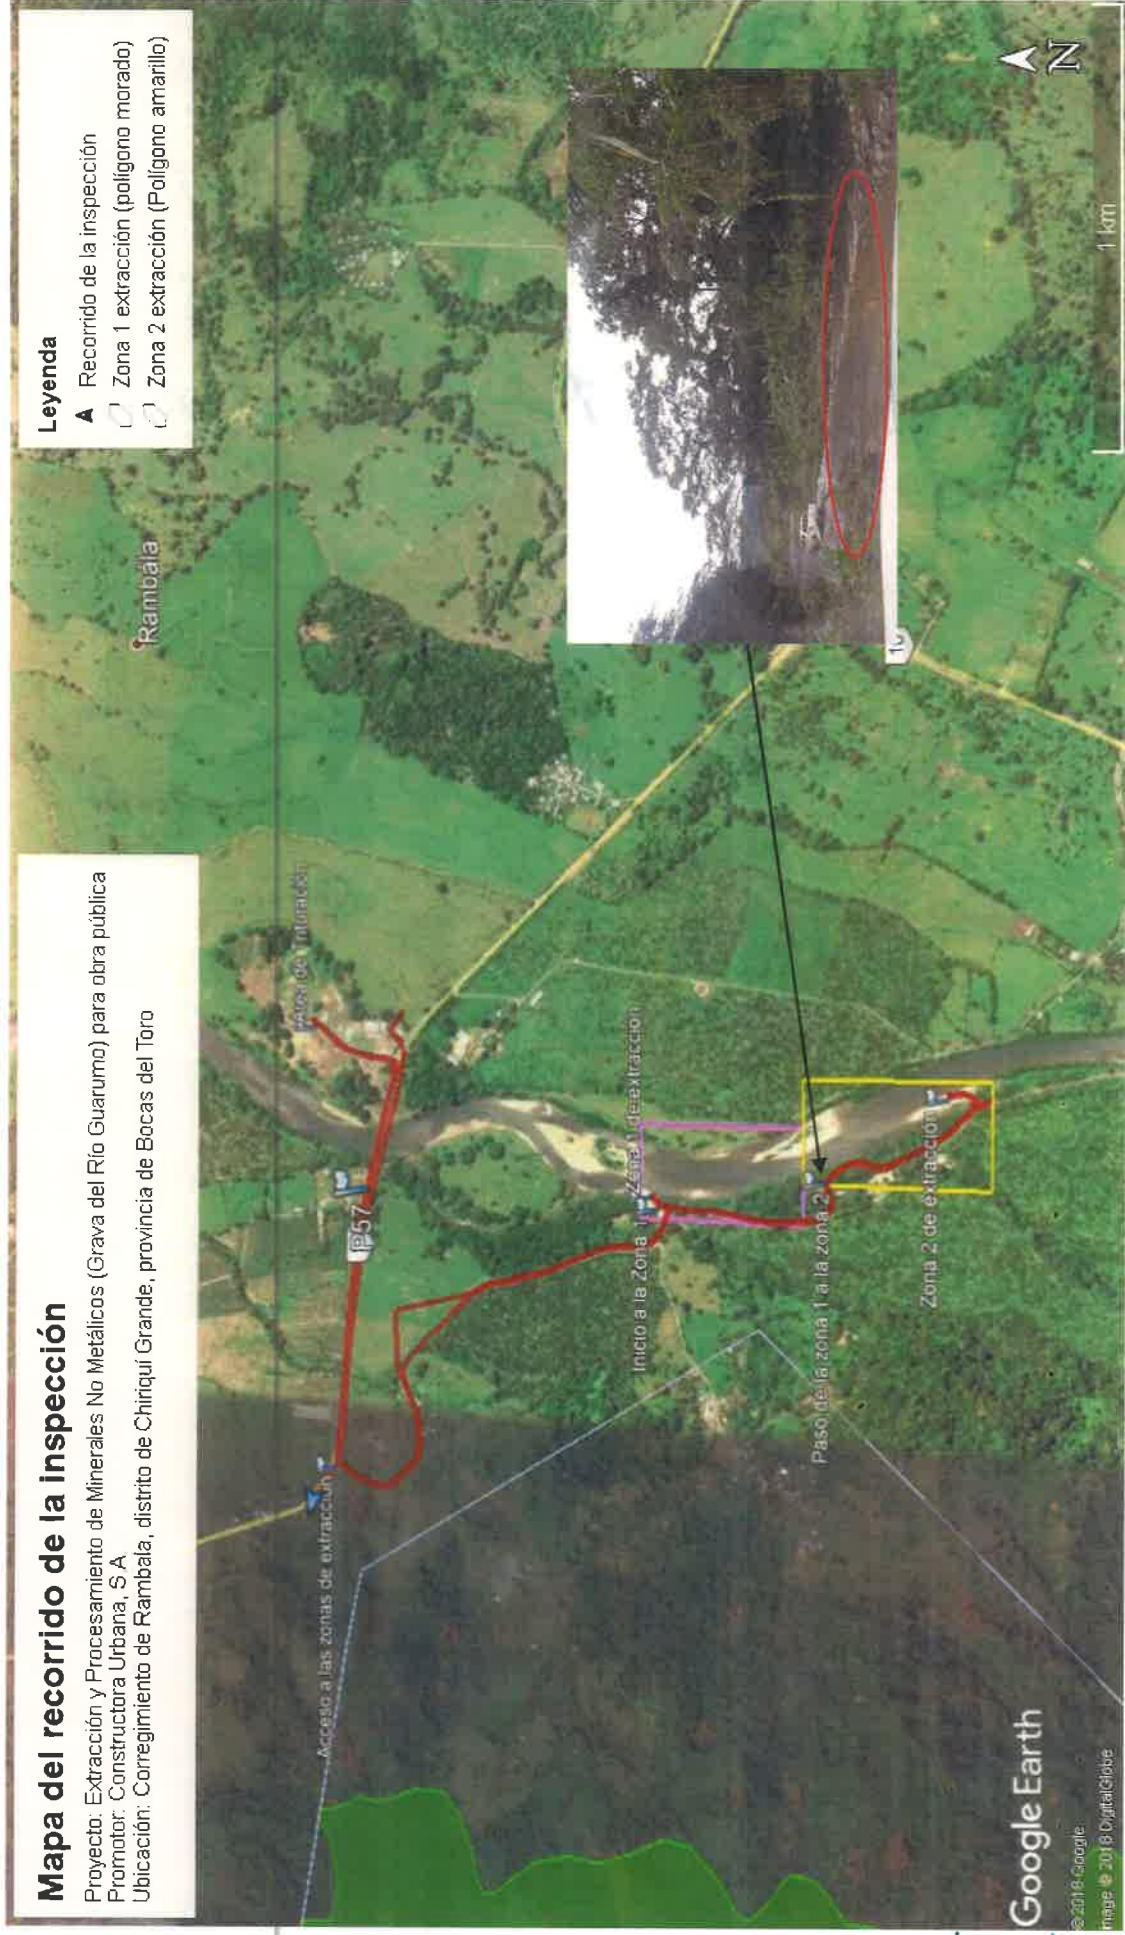 Mapa del recorrido de la inspección
Proyecto: Extracción y Procesamiento de Minerales No Metálicos (Grava del Río Guarumo) para obra pública
Promotor: Constructora Urbana, S.A.
Ubicación: Corregimiento de Rambala, distrito de Chiriquí Grande, provincia de Bocas del Toro
Leyenda
Recorrido de la inspección
Zona 1 extracción (polígono morado)
Zona 2 extracción (Polígono amarillo)
Rambala
Área de Trituración
P57
Acceso a las zonas de extracción
Inicio a la Zona 1
Zona 1 de extracción
Paso de la zona 1 a la zona 2
Zona 2 de extracción
10
Google Earth
© 2018 Google
Image © 2018 DigitalGlobe
1 km
N